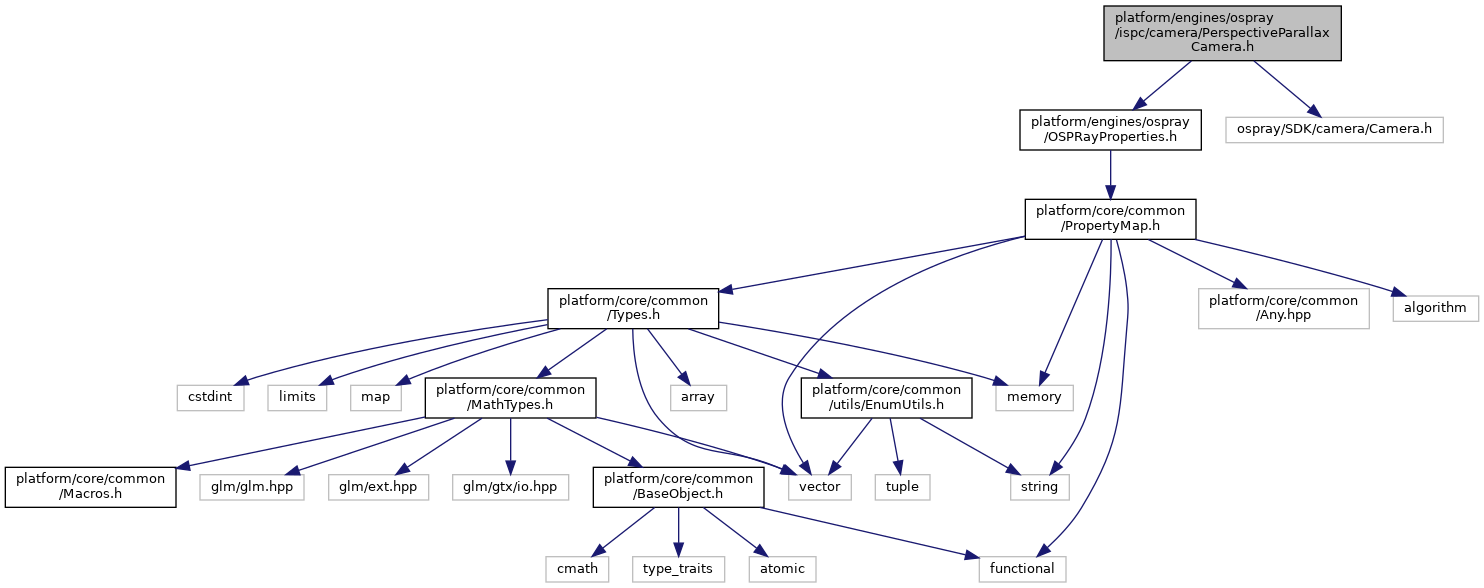 platform/engines/ospray
/ispc/camera/PerspectiveParallax
Camera.h
platform/engines/ospray
/OSPRayProperties.h
ospray/SDK/camera/Camera.h
platform/core/common
/PropertyMap.h
platform/core/common
/Types.h
platform/core/common
/Any.hpp
algorithm
cstdint
limits
map
platform/core/common
/MathTypes.h
array
platform/core/common
/utils/EnumUtils.h
memory
platform/core/common
/Macros.h
glm/glm.hpp
glm/ext.hpp
glm/gtx/io.hpp
platform/core/common
/BaseObject.h
vector
tuple
string
cmath
type_traits
atomic
functional